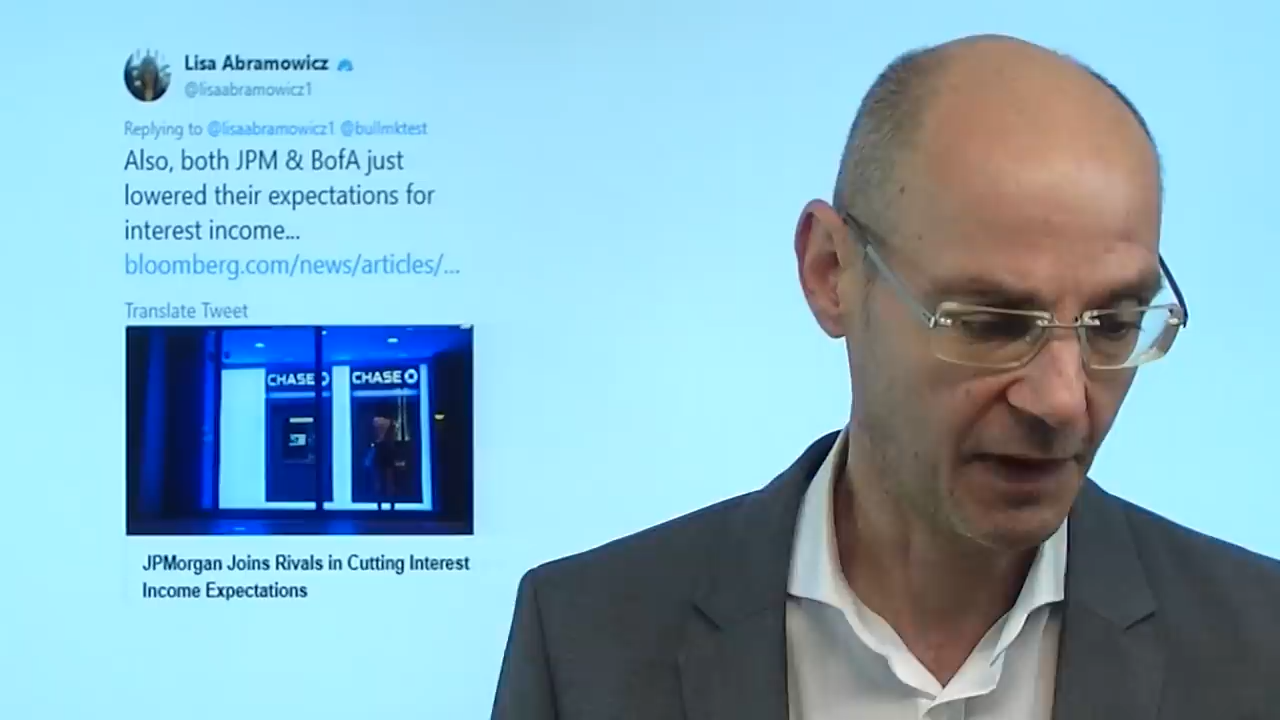 Lisa Abramowicz
@lisaabramowicz1
Replying to @lisaabramowicz1 @bullmktest
Also, both JPM & BofA just
lowered their expectations for
interest income...
bloomberg.com/news/articles/...
Translate Tweet
CHASE CHASE
JPMorgan Joins Rivals in Cutting Interest
Income Expectations